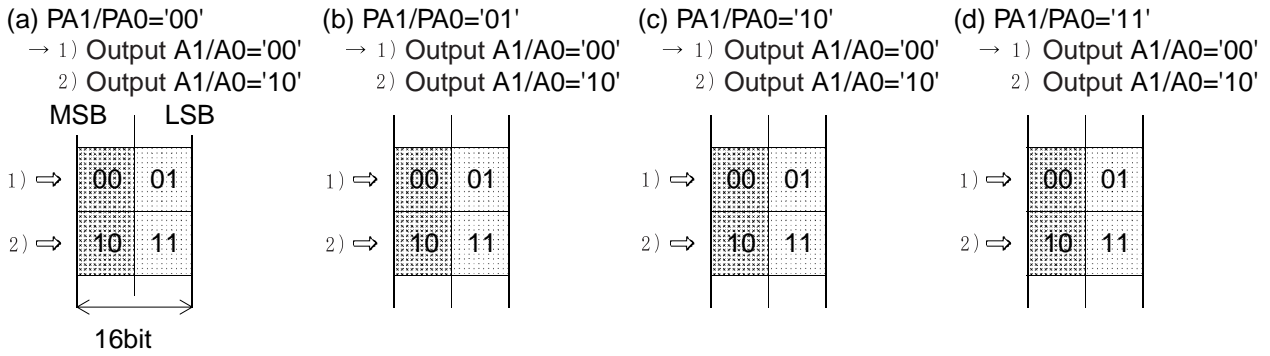 (a) PA1/PA0='00'
→ 1) Output A1/A0='00'
2) Output A1/A0='10'
MSB LSB
1) ⇨ 00 01
2) ⇨ 10 11
16bit
(b) PA1/PA0='01'
→ 1) Output A1/A0='00'
2) Output A1/A0='10'
1) ⇨ 00 01
2) ⇨ 10 11
(c) PA1/PA0='10'
→ 1) Output A1/A0='00'
2) Output A1/A0='10'
1) ⇨ 00 01
2) ⇨ 10 11
(d) PA1/PA0='11'
→ 1) Output A1/A0='00'
2) Output A1/A0='10'
1) ⇨ 00 01
2) ⇨ 10 11